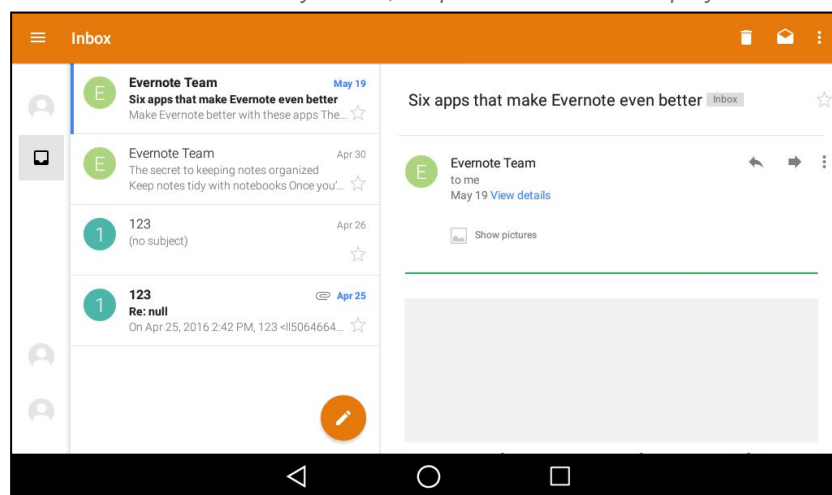 Inbox
E
Evernote Team May 19
Six apps that make Evernote even better
Make Evernote better with these apps The...
E
Evernote Team Apr 30
The secret to keeping notes organized
Keep notes tidy with notebooks Once you'...
1
123 Apr 26
(no subject)
1
123 Apr 25
Re: null
On Apr 25, 2016 2:42 PM, 123 <ll5064664...
Six apps that make Evernote even better Inbox
E
Evernote Team
to me
May 19 View details
Show pictures